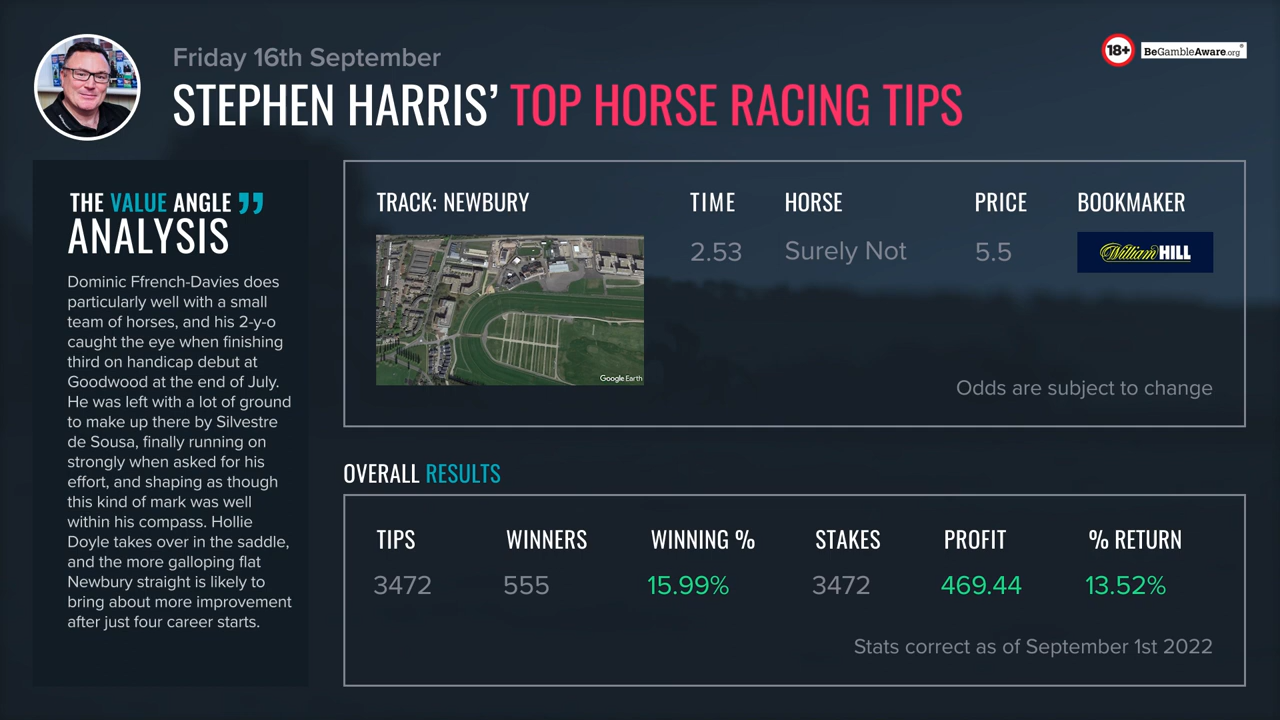 Friday 16th September
STEPHEN HARRIS’ TOP HORSE RACING TIPS
18+
BeGambleAware.org®
THE VALUE ANGLE ”
ANALYSIS
Dominic Ffrench-Davies does
particularly well with a small
team of horses, and his 2-y-o
caught the eye when finishing
third on handicap debut at
Goodwood at the end of July.
He was left with a lot of ground
to make up there by Silvestre
de Sousa, finally running on
strongly when asked for his
effort, and shaping as though
this kind of mark was well
within his compass. Hollie
Doyle takes over in the saddle,
and the more galloping flat
Newbury straight is likely to
bring about more improvement
after just four career starts.
TRACK: NEWBURY TIME HORSE PRICE BOOKMAKER
2.53 Surely Not 5.5 William HILL
Google Earth
Odds are subject to change
OVERALL RESULTS
TIPS WINNERS WINNING % STAKES PROFIT % RETURN
3472 555 15.99% 3472 469.44 13.52%
Stats correct as of September 1st 2022